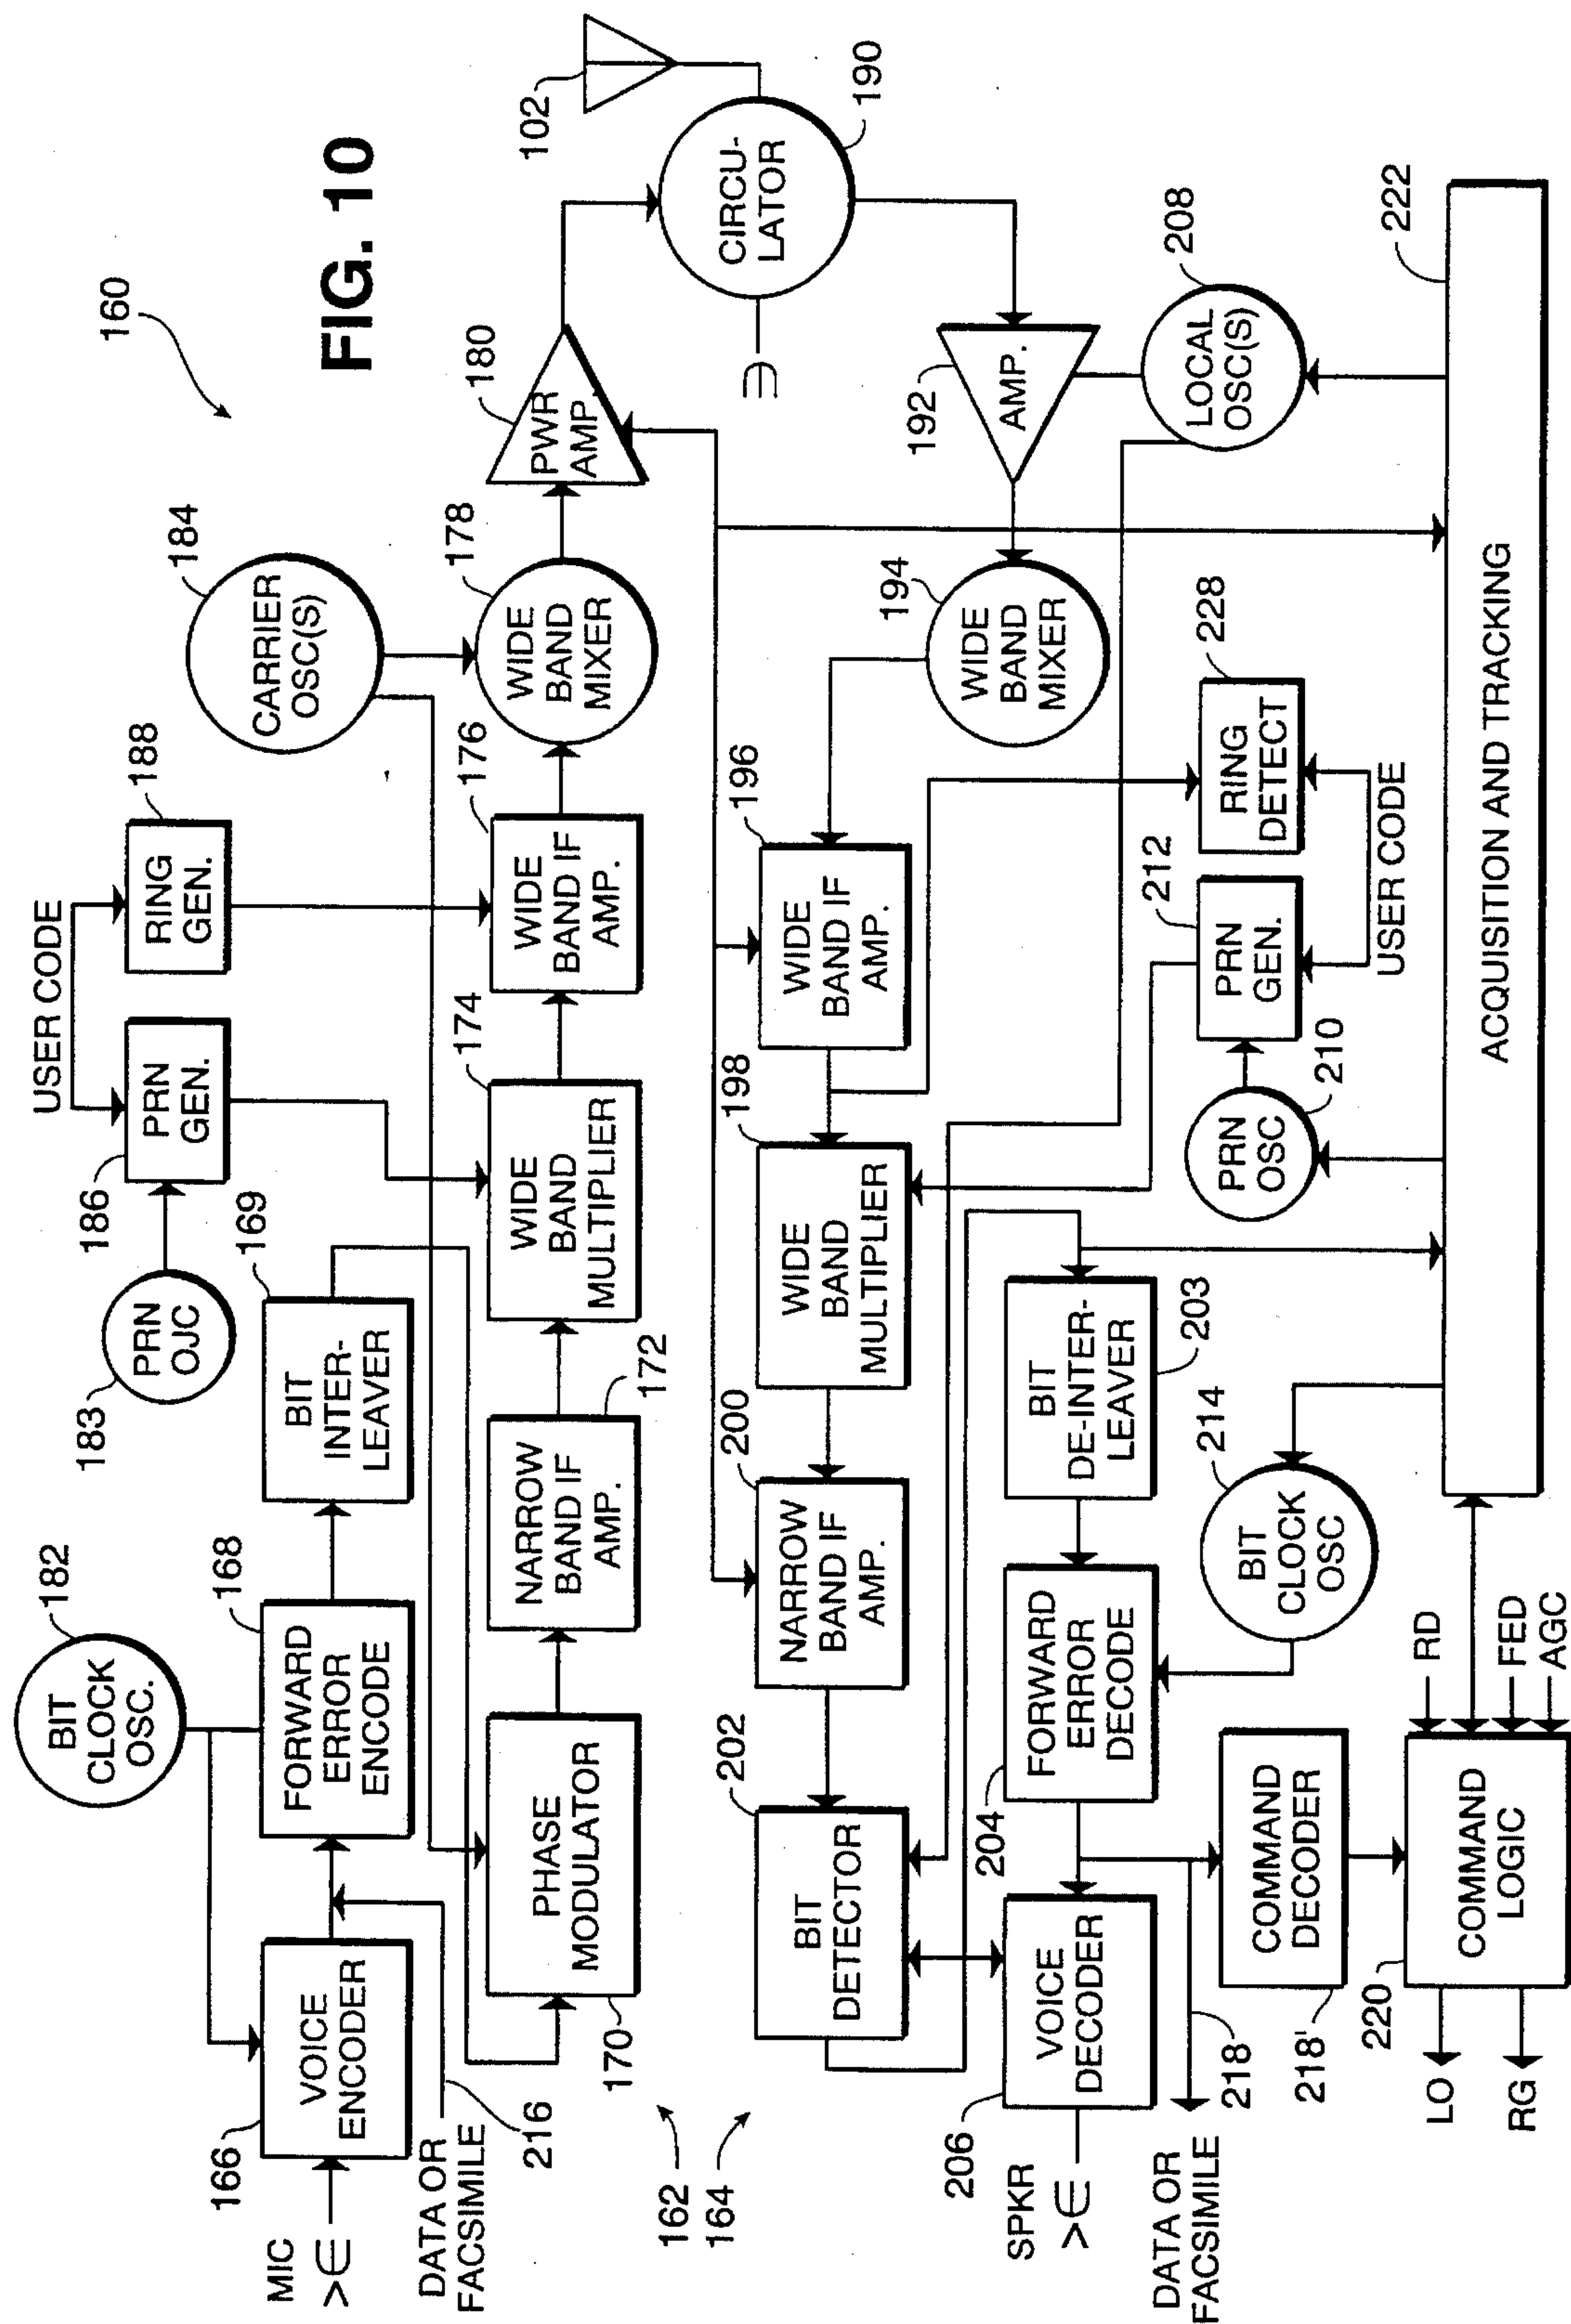 FIG. 10
160
182
BIT
CLOCK
OSC.
183
PRN
OJC
186
PRN
GEN.
USER CODE
188
RING
GEN.
184
CARRIER
OSC(S)
102
166
VOICE
ENCODER
MIC
168
FORWARD
ERROR
ENCODE
169
BIT
INTER-
LEAVER
DATA OR
FACSIMILE
216
170
PHASE
MODULATOR
172
NARROW
BAND IF
AMP.
174
WIDE
BAND
MULTIPLIER
176
WIDE
BAND IF
AMP.
178
WIDE
BAND
MIXER
180
PWR
AMP
CIRCU-
LATOR
190
162
164
202
BIT
DETECTOR
200
NARROW
BAND IF
AMP.
198
WIDE
BAND
MULTIPLIER
196
WIDE
BAND IF
AMP.
194
WIDE
BAND
MIXER
192
AMP.
208
LOCAL
OSC(S)
SPKR
206
VOICE
DECODER
204
FORWARD
ERROR
DECODE
203
BIT
DE-INTER-
LEAVER
DATA OR
FACSIMILE
218
218'
COMMAND
DECODER
214
BIT
CLOCK
OSC
210
PRN
OSC
212
PRN
GEN.
228
RING
DETECT
USER CODE
LO
RG
220
COMMAND
LOGIC
RD
FED
AGC
222
ACQUISITION AND TRACKING